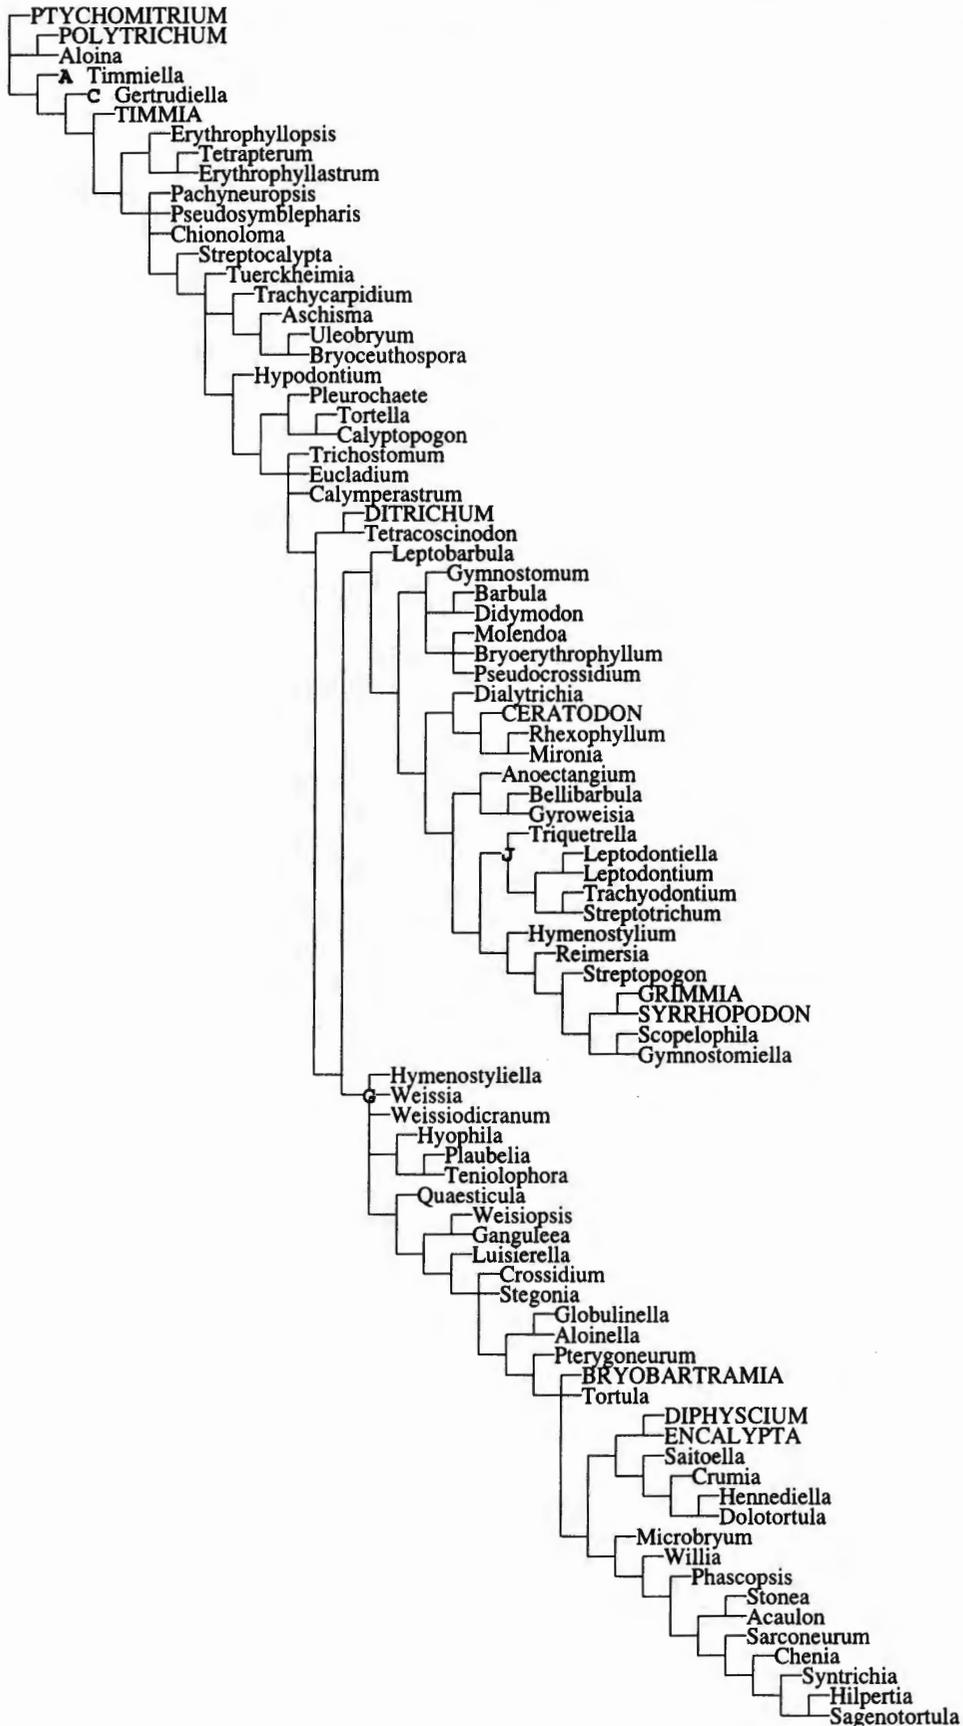 PTYCHOMITRIUM
POLYTRICHUM
Aloina
A Timmiella
C Gertrudiella
TIMMIA
Erythrophyllopsis
Tetrapterum
Erythrophyllastrum
Pachyneuropsis
Pseudosymblepharis
Chionoloma
Streptocalypta
Tuerckheimia
Trachycarpidium
Aschisma
Uleobryum
Bryoceuthospora
Hypodontium
Pleurochaete
Tortella
Calyptopogon
Trichostomum
Eucladium
Calymperastrum
DITRICHUM
Tetracoscinodon
Leptobarbula
Gymnostomum
Barbula
Didymodon
Molendoa
Bryoerythrophyllum
Pseudocrossidium
Dialytrichia
CERATODON
Rhexophyllum
Mironia
Anoectangium
Bellibarbula
Gyroweisia
Triquetrella
J Leptodontiella
Leptodontium
Trachyodontium
Streptotrichum
Hymenostylium
Reimersia
Streptopogon
GRIMMIA
SYRRHOPODON
Scopelophila
Gymnostomiella
Hymenostyliella
G Weissia
Weissiodicranum
Hyophila
Plaubelia
Teniolophora
Quaesticula
Weisiopsis
Ganguleea
Luisierella
Crossidium
Stegonia
Globulinella
Aloinella
Pterygoneurum
BRYOBARTRAMIA
Tortula
DIPHYSCIUM
ENCALYPTA
Saitoella
Crumia
Hennediella
Dolotortula
Microbryum
Willia
Phascopsis
Stonea
Acaulon
Sarconeurum
Chenia
Syntrichia
Hilpertia
Sagenotortula